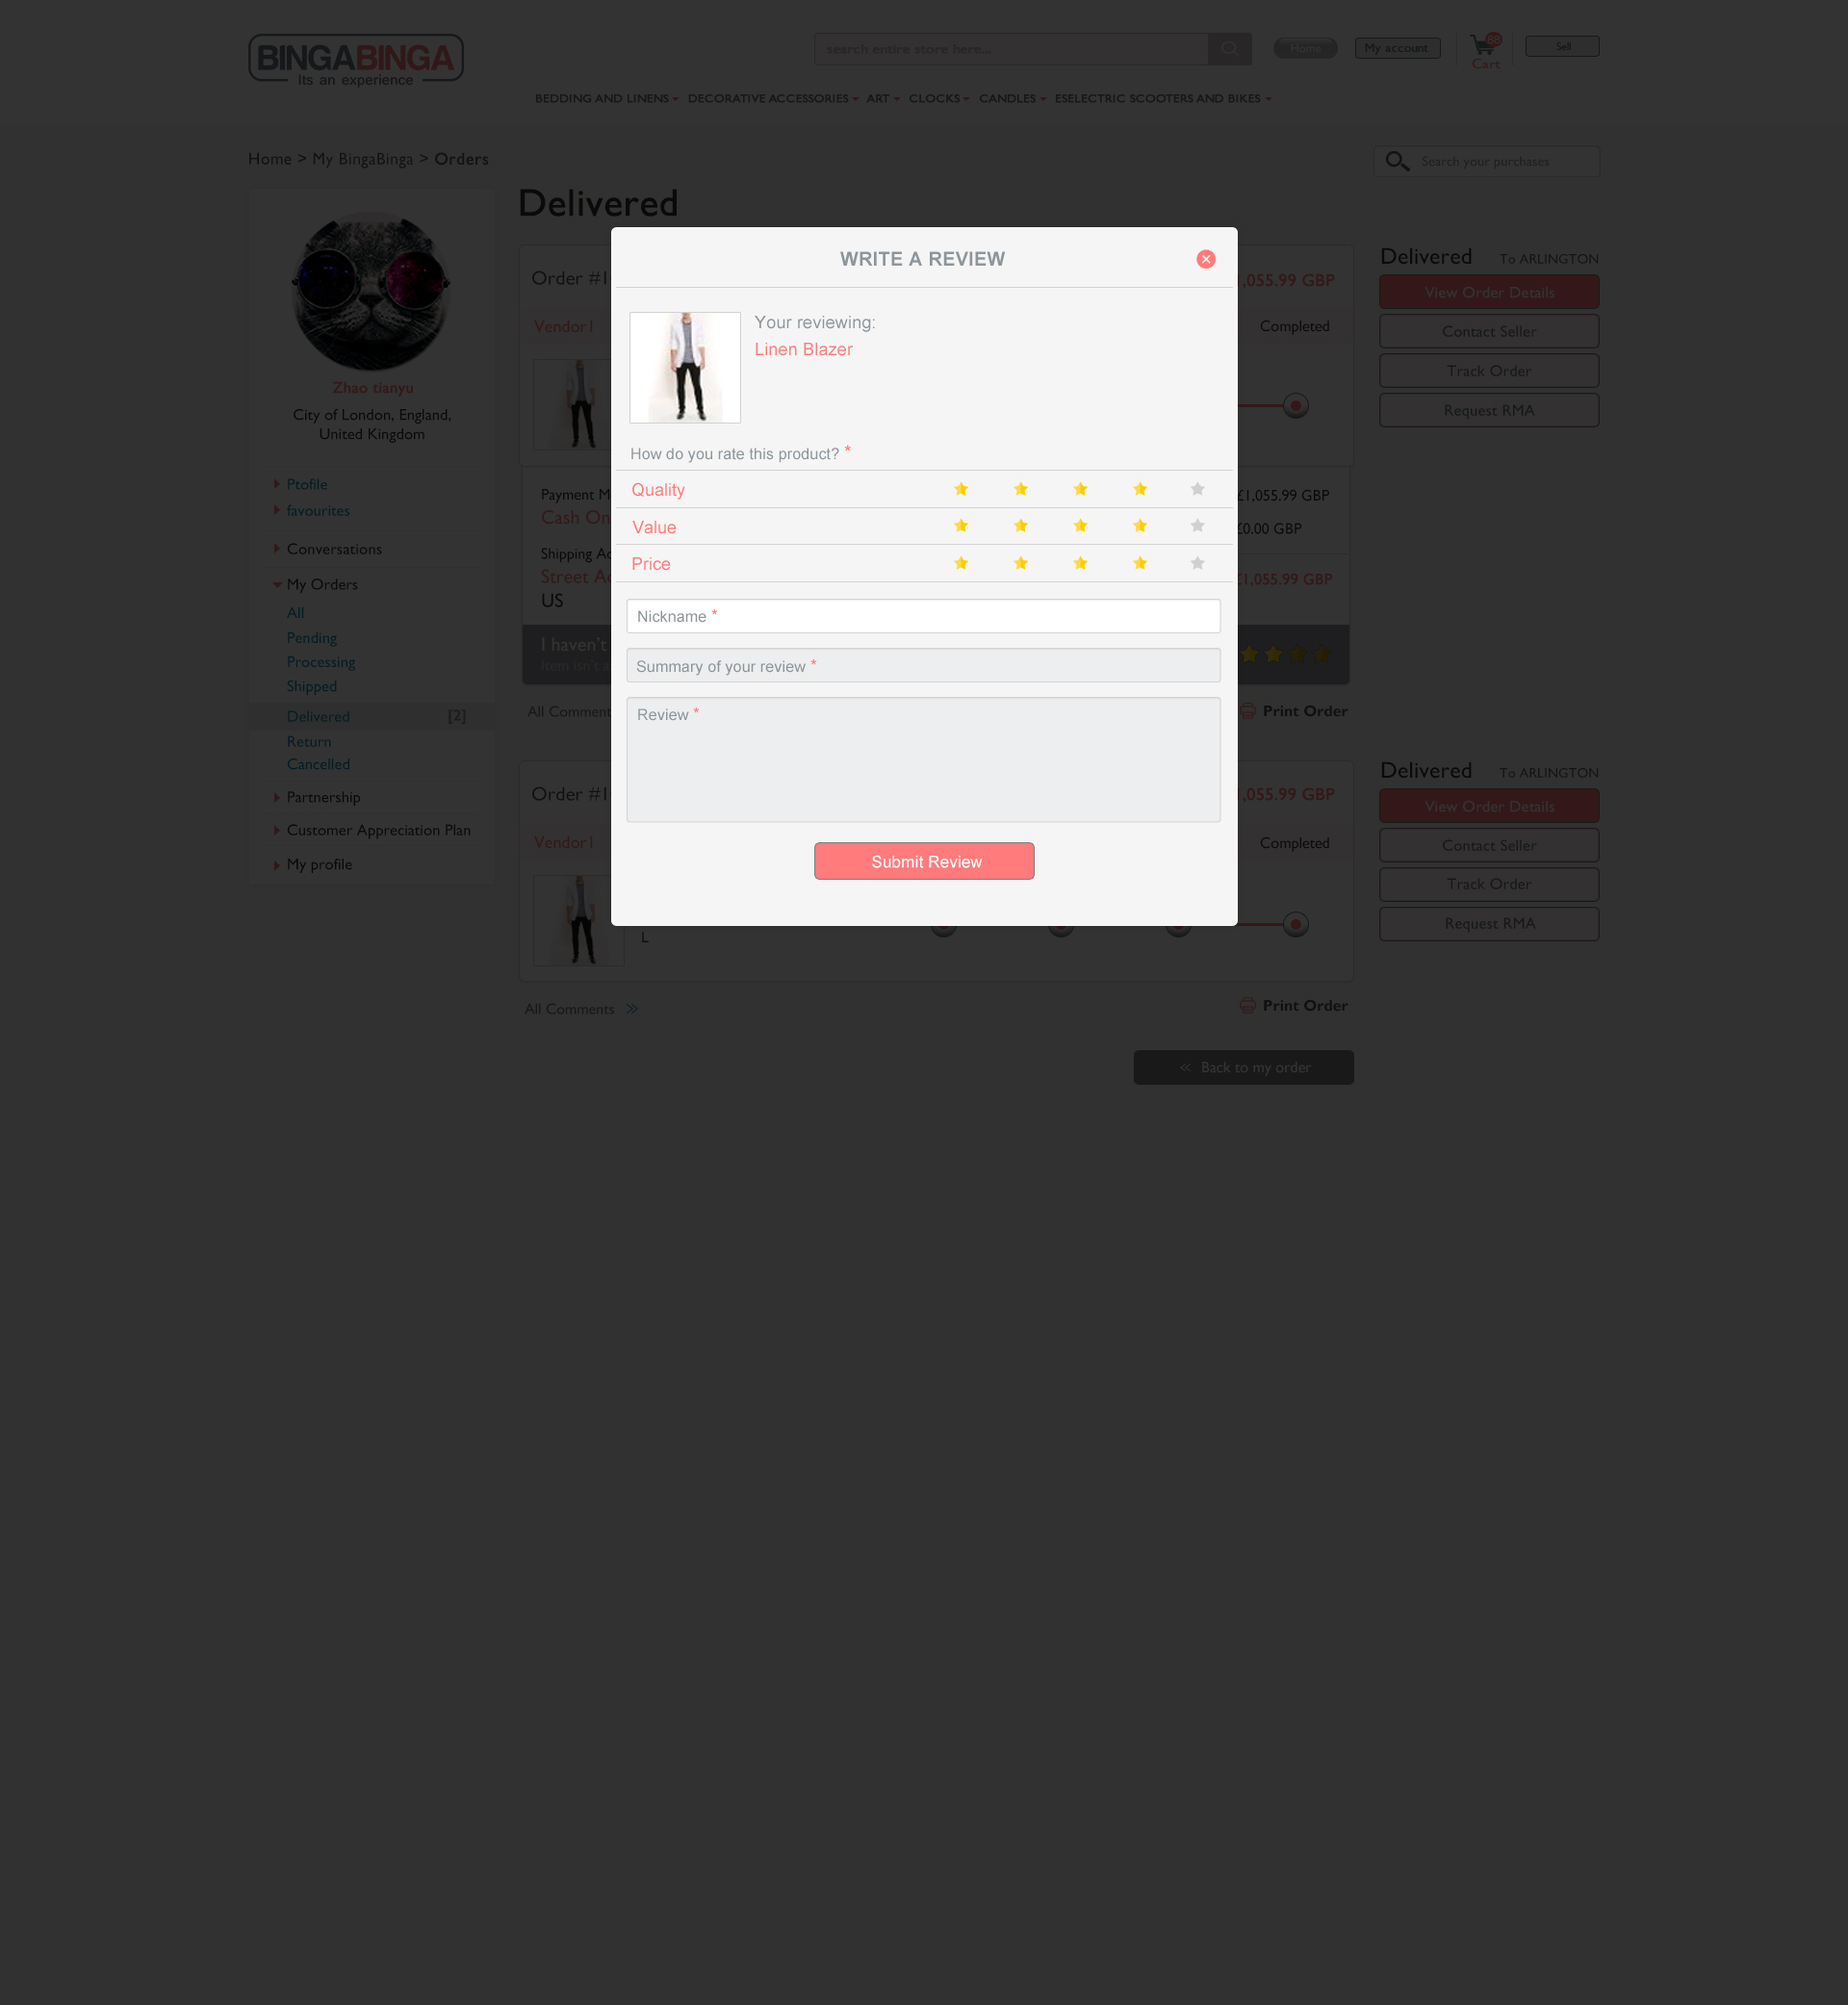 BINGABINGA
Its an experience
search entire store here...
Home
My account
68
Cart
Sell
BEDDING AND LINENS DECORATIVE ACCESSORIES ART CLOCKS CANDLES ESELECTRIC SCOOTERS AND BIKES
Home > My BingaBinga > Orders
Search your purchases
Zhao tianyu
City of London, England,
United Kingdom
Ptofile
favourites
Conversations
My Orders
All
Pending
Processing
Shipped
Delivered [2]
Return
Cancelled
Partnership
Customer Appreciation Plan
My profile
Delivered
Order #1
,055.99 GBP
Vendor1
Completed
Payment M
Cash On
Shipping Ad
Street Ad
US
£1,055.99 GBP
£0.00 GBP
£1,055.99 GBP
I haven't
Item isn't a
All Comment
Print Order
WRITE A REVIEW
Your reviewing:
Linen Blazer
How do you rate this product? *
Quality
Value
Price
Nickname *
Summary of your review *
Review *
Submit Review
Delivered To ARLINGTON
View Order Details
Contact Seller
Track Order
Request RMA
Order #1
,055.99 GBP
Vendor1
Completed
L
All Comments
Print Order
Delivered To ARLINGTON
View Order Details
Contact Seller
Track Order
Request RMA
Back to my order